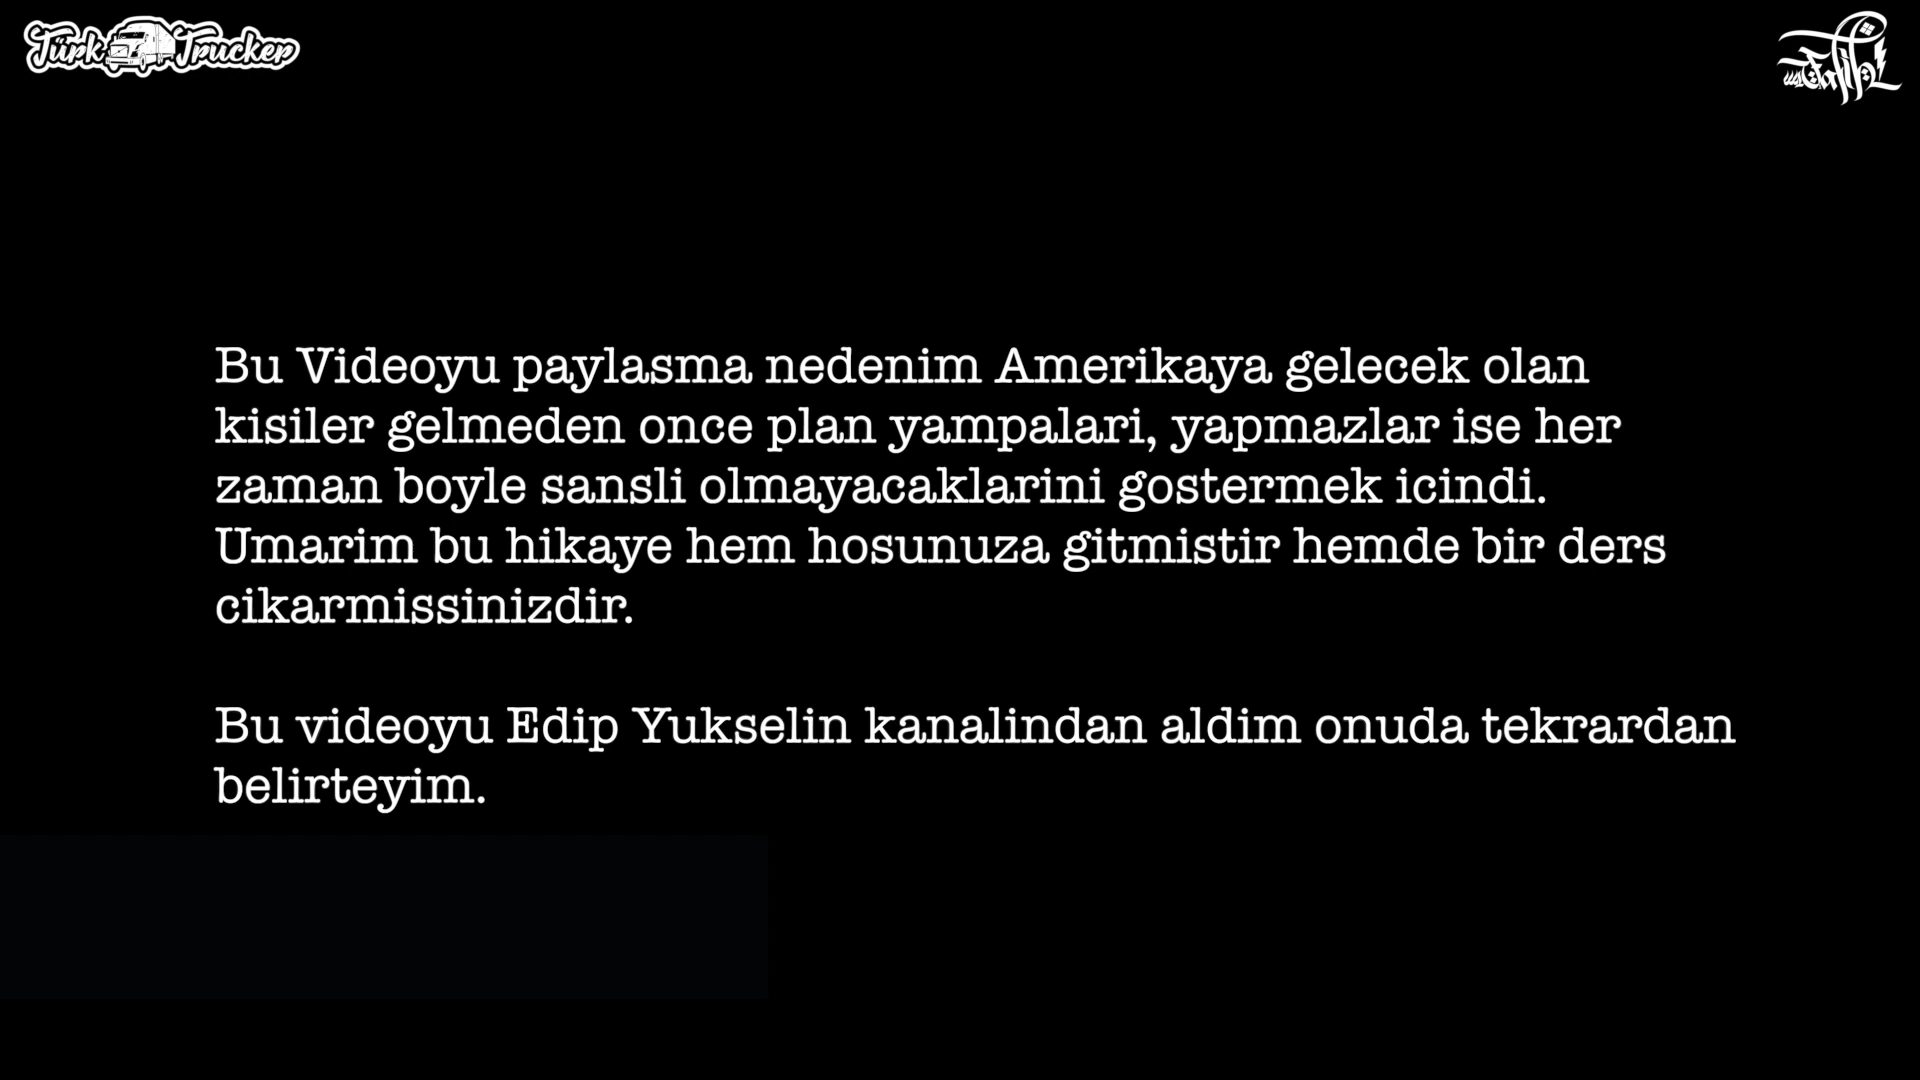 Türk Trucker
Bu Videoyu paylasma nedenim Amerikaya gelecek olan
kisiler gelmeden once plan yampalari, yapmazlar ise her
zaman boyle sansli olmayacaklarini gostermek icindi.
Umarim bu hikaye hem hosunuza gitmistir hemde bir ders
cikarmissinizdir.
Bu videoyu Edip Yukselin kanalindan aldim onuda tekrardan
belirteyim.